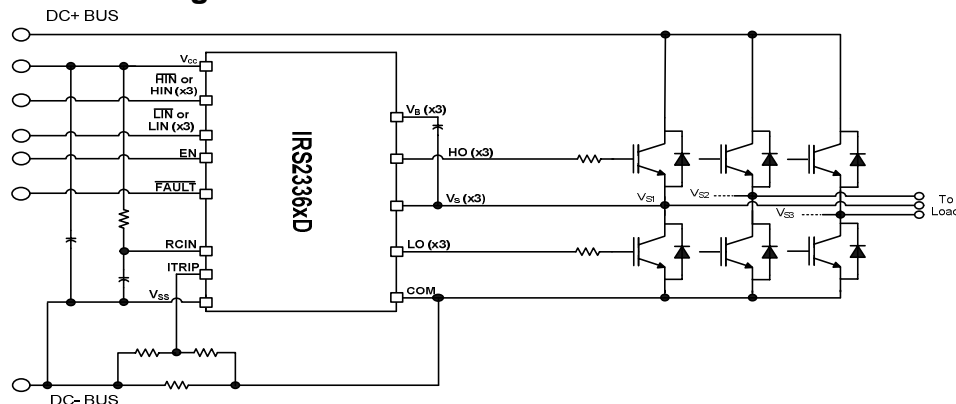 DC+ BUS
VCC
HIN or
HIN (x3)
LIN or
LIN (x3)
EN
FAULT
RCIN
ITRIP
VSS
IRS2336xD
VB (x3)
HO (x3)
VS (x3)
LO (x3)
COM
VS1
VS2
VS3
To
Load
DC- BUS